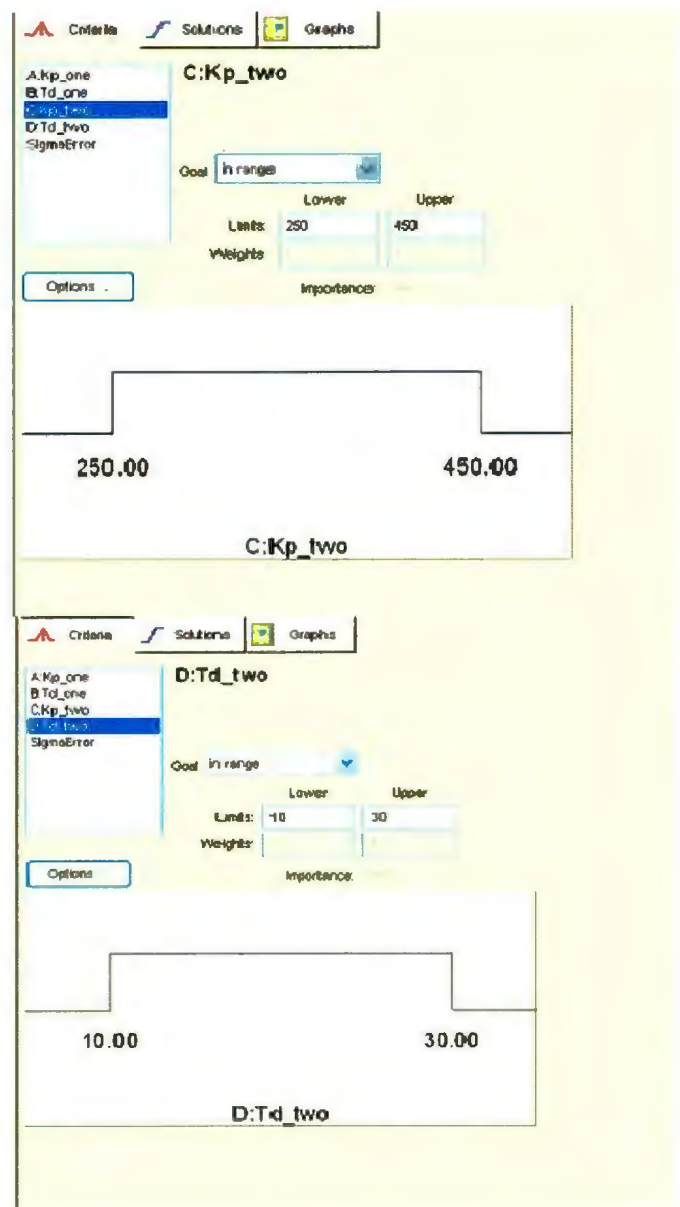 Criteria Solutions Graphs
A:Kp_one
B:Td_one
C:Kp_two
D:Td_two
SigmaError
C:Kp_two
Goal in range
Lower Upper
Limits: 250 450
Weights:
Importance:
Options
250.00 450.00
C:Kp_two
Criteria Solutions Graphs
A:Kp_one
B:Td_one
C:Kp_two
D:Td_two
SigmaError
D:Td_two
Goal in range
Lower Upper
Limits: 10 30
Weights:
Importance:
Options
10.00 30.00
D:Td_two